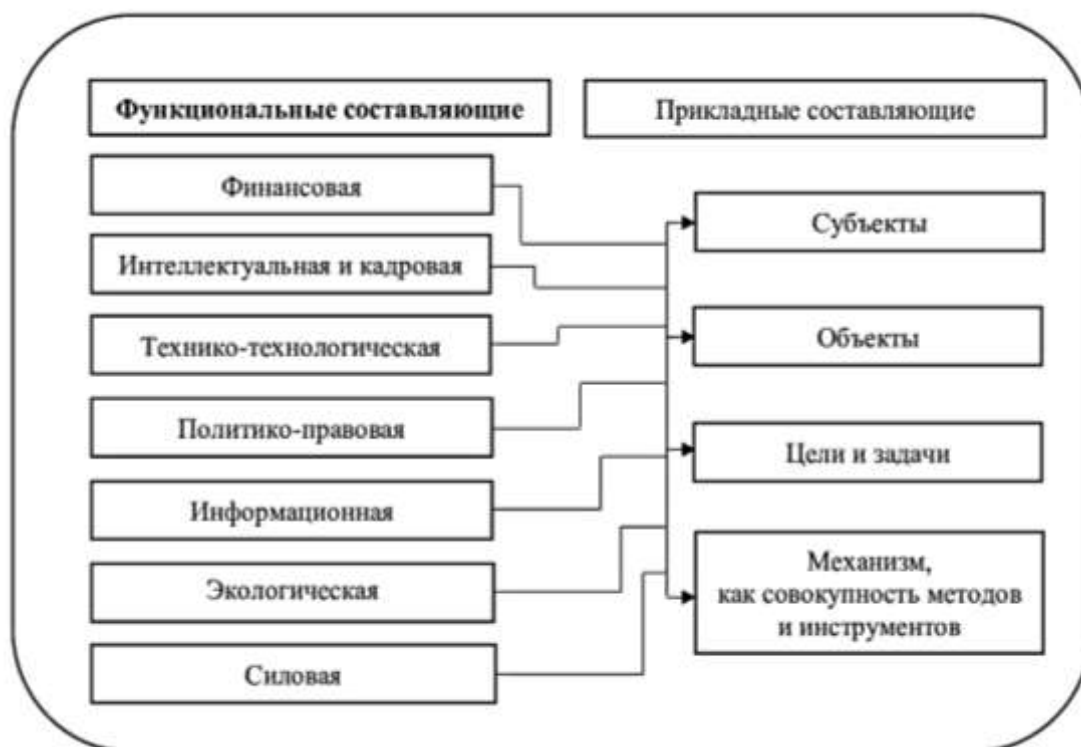 Функциональные составляющие
Прикладные составляющие
Финансовая
Интеллектуальная и кадровая
Технико-технологическая
Политико-правовая
Информационная
Экологическая
Силовая
Субъекты
Объекты
Цели и задачи
Механизм,
как совокупность методов
и инструментов